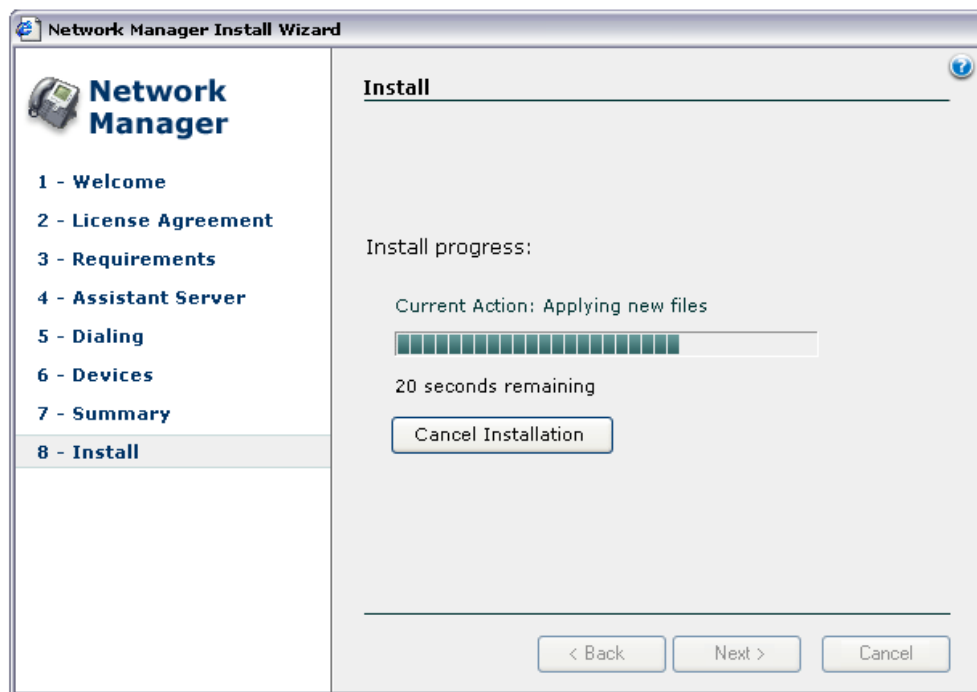 Network Manager Install Wizard
Network
Manager
1 - Welcome
2 - License Agreement
3 - Requirements
4 - Assistant Server
5 - Dialing
6 - Devices
7 - Summary
8 - Install
?
Install
Install progress:
Current Action: Applying new files
20 seconds remaining
Cancel Installation
< Back
Next >
Cancel